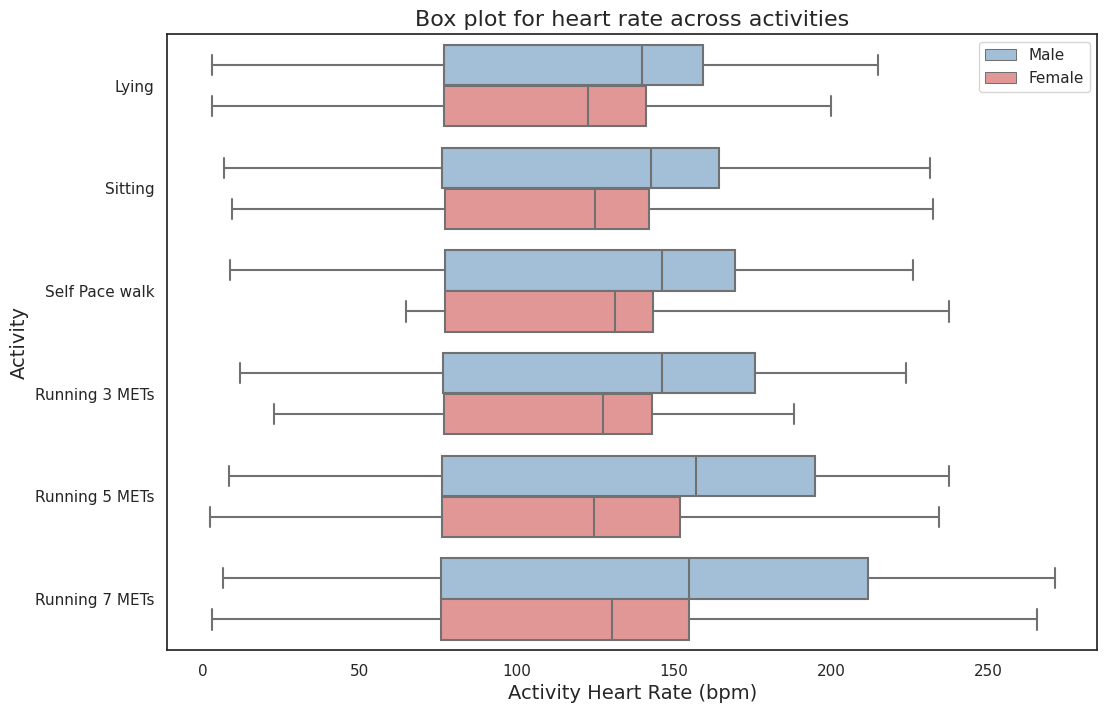 Box plot for heart rate across activities
Male
Female
Lying
Sitting
Self Pace walk
Running 3 METs
Running 5 METs
Running 7 METs
Activity
0 50 100 150 200 250
Activity Heart Rate (bpm)